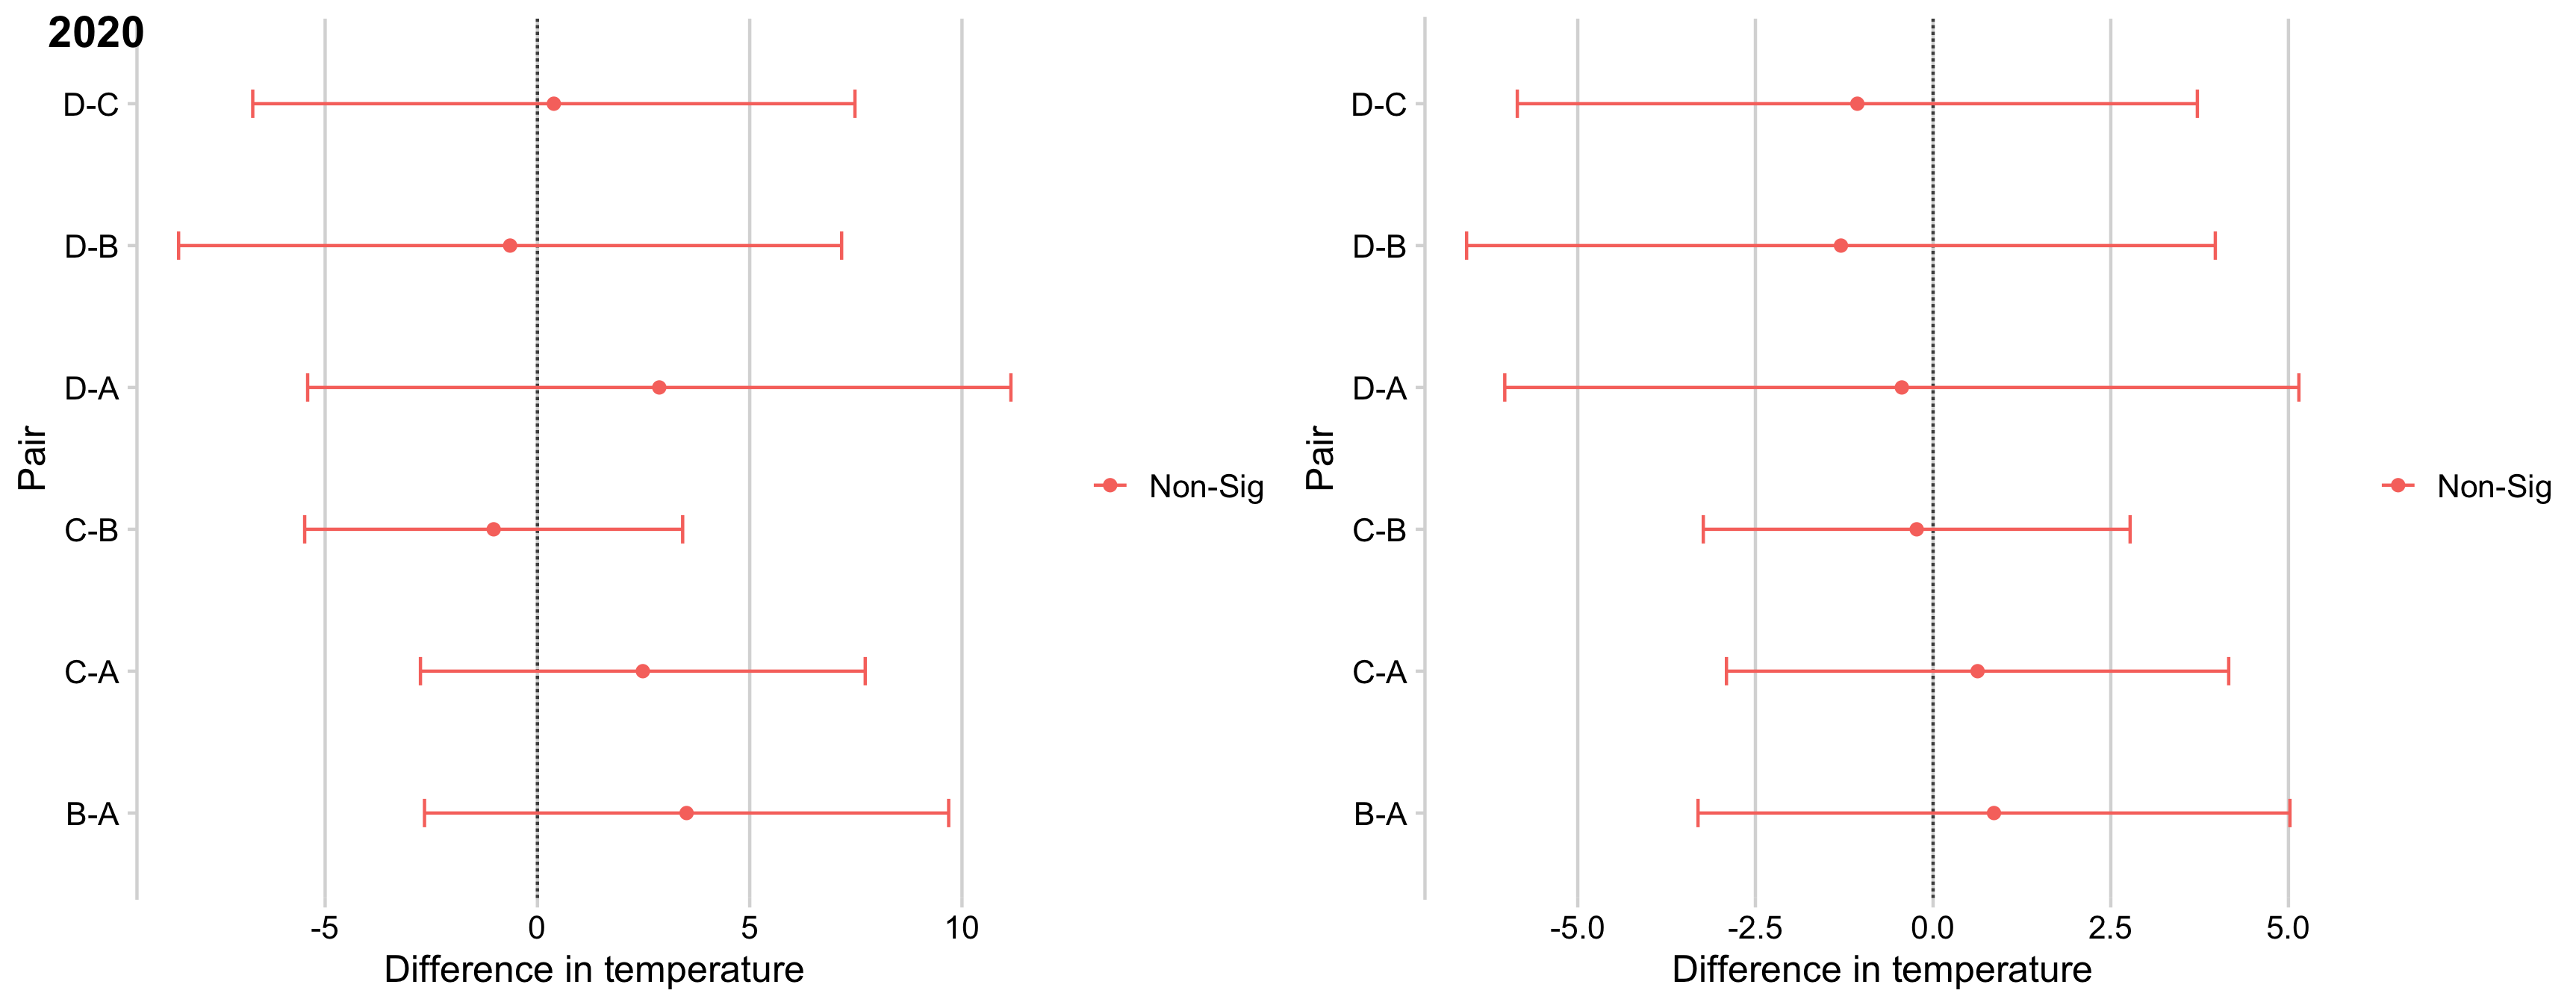 2020
D-C
D-B
D-A
C-B
C-A
B-A
Pair
-5 0 5 10
Difference in temperature
Non-Sig
D-C
D-B
D-A
C-B
C-A
B-A
Pair
-5.0 -2.5 0.0 2.5 5.0
Difference in temperature
Non-Sig